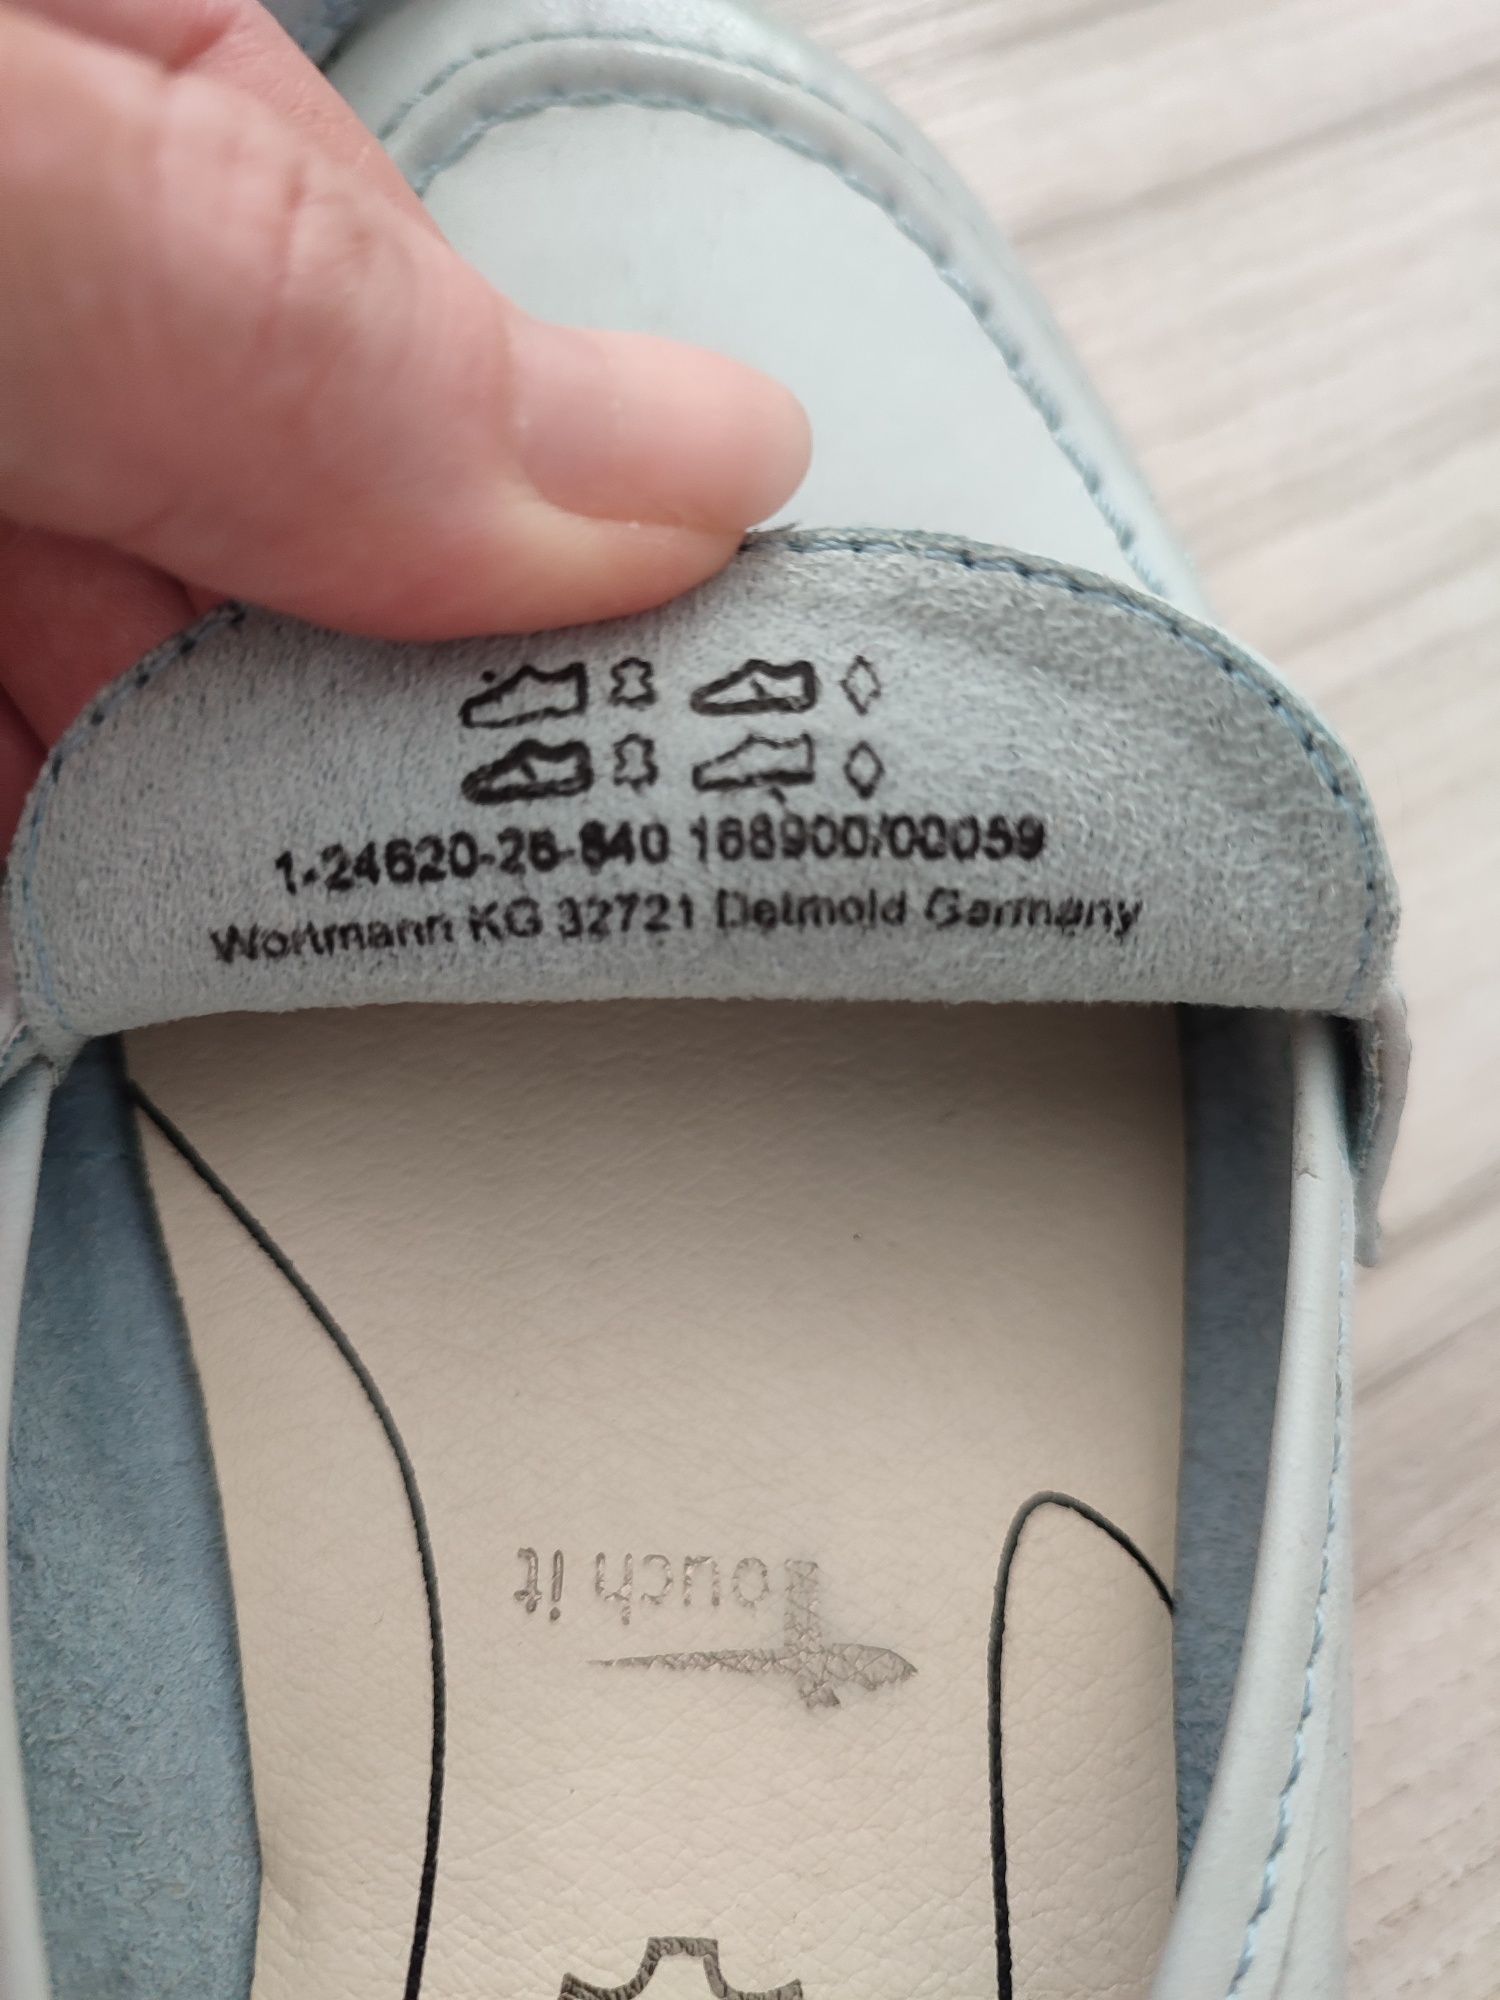 1-24620-26-840 168900/00059
Wortmann KG 32721 Detmold Germany
Touch it